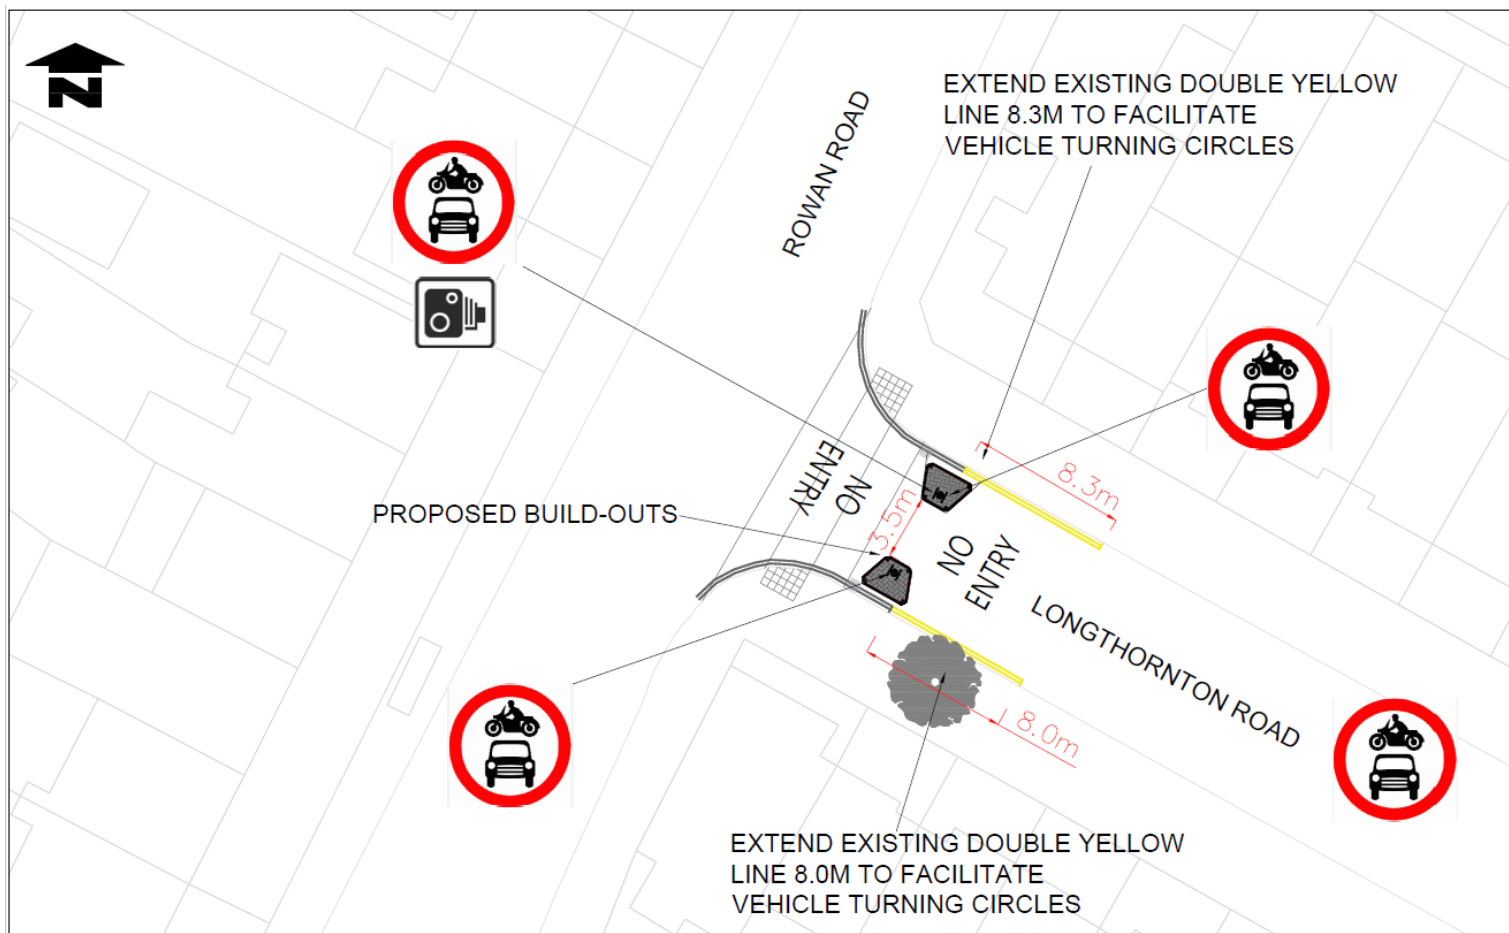 N
EXTEND EXISTING DOUBLE YELLOW
LINE 8.3M TO FACILITATE
VEHICLE TURNING CIRCLES
ROWAN ROAD
8.3m
NO
ENTRY
PROPOSED BUILD-OUTS
3.5m
NO
ENTRY
LONGTHORNTON ROAD
8.0m
EXTEND EXISTING DOUBLE YELLOW
LINE 8.0M TO FACILITATE
VEHICLE TURNING CIRCLES